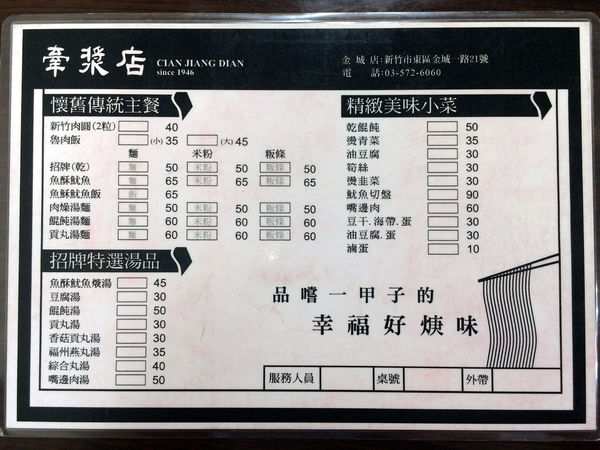 牽漿店 CIAN JIANG DIAN
since 1946
金城店:新竹市東區金城一路21號
電話:03-572-6060
懷舊傳統主餐
新竹肉圓(2粒) 40
魯肉飯 (小)35 (大)45
麵 米粉 粄條
招牌(乾) 麵 50 米粉 50 粄條 50
魚酥魷魚 麵 65 米粉 65 粄條 65
魚酥魷魚飯 飯 65
肉燥湯麵 麵 50 米粉 50 粄條 50
餛飩湯麵 麵 60 米粉 60 粄條 60
貢丸湯麵 麵 60 米粉 60 粄條 60
招牌特選湯品
魚酥魷魚焿湯 45
豆腐湯 30
餛飩湯 50
貢丸湯 30
香菇貢丸湯 30
福州燕丸湯 35
綜合丸湯 40
嘴邊肉湯 50
精緻美味小菜
乾餛飩 50
燙青菜 35
油豆腐 30
筍絲 30
燙韭菜 30
魷魚切盤 90
嘴邊肉 60
豆干.海帶.蛋 30
油豆腐.蛋 30
滷蛋 10
品嚐一甲子的
幸福好焿味
服務人員 桌號 外帶